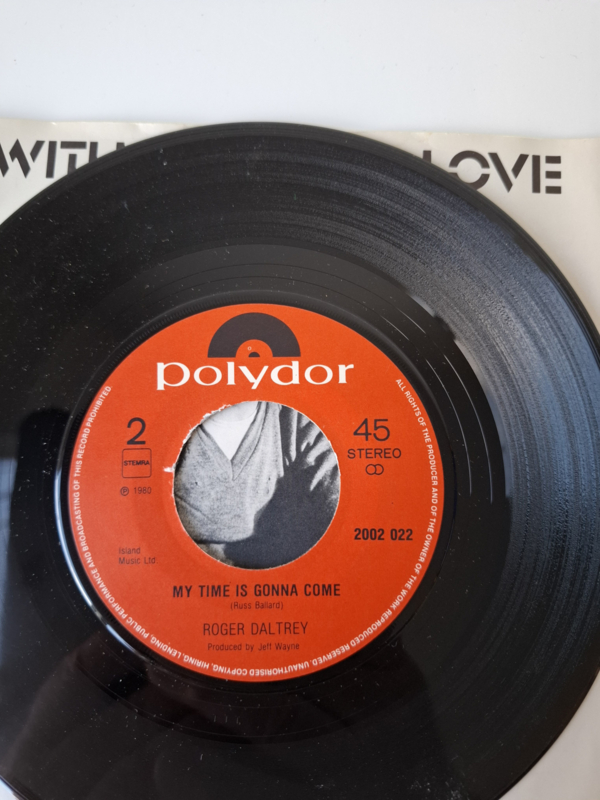 WITH LOVE
polydor
2
45
STEREO
STEMRA
℗ 1980
2002 022
Island
Music Ltd
MY TIME IS GONNA COME
(Russ Ballard)
ROGER DALTREY
Produced by Jeff Wayne
ALL RIGHTS OF THE PRODUCER AND OF THE OWNER OF THE WORK REPRODUCED RESERVED. UNAUTHORISED COPYING, HIRING, LENDING, PUBLIC PERFORMANCE AND BROADCASTING OF THIS RECORD PROHIBITED.